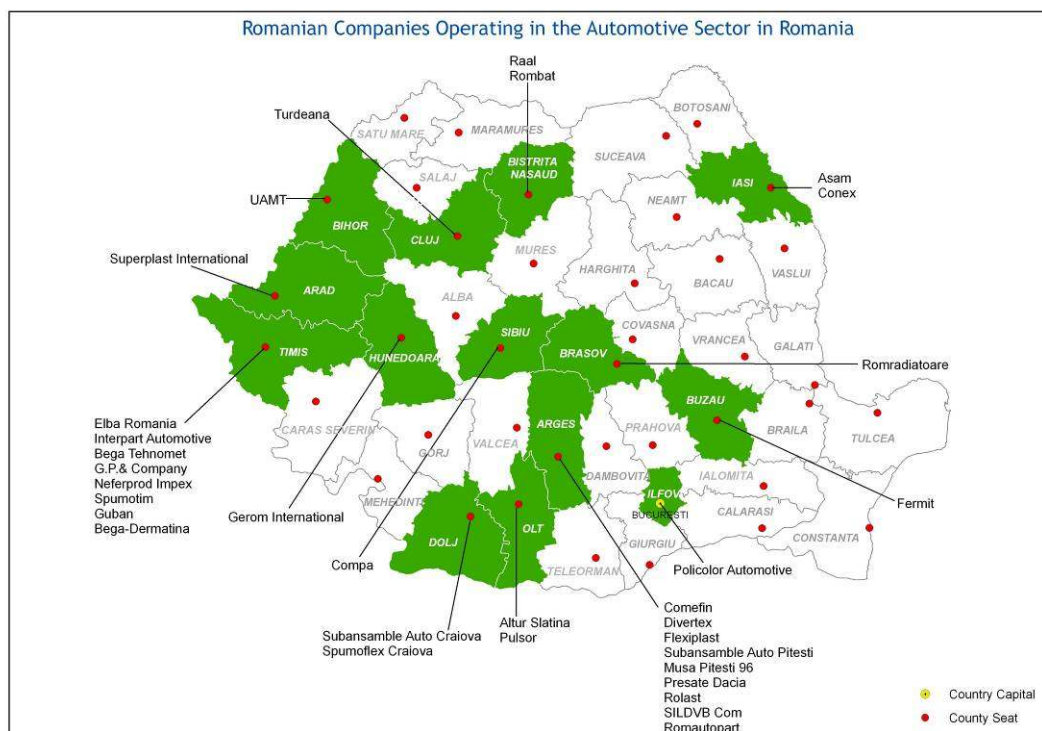 Romanian Companies Operating in the Automotive Sector in Romania
Raal
Rombat
Turdeana
BOTOSANI
SATU MARE
MARAMURES
SUCEAVA
BISTRITA
NASAUD
SALAJ
IASI
Asam
Conex
UAMT
NEAMT
BIHOR
CLUJ
MURES
Superplast International
HARGHITA
BACAU
VASLUI
ARAD
ALBA
COVASNA
SIBIU
VRANCEA
GALATI
TIMIS
HUNEDOARA
BRASOV
Romradiatoare
BUZAU
Elba Romania
Interpart Automotive
Bega Tehnomet
G.P.& Company
Neferprod Impex
Spumotim
Guban
Bega-Dermatina
CARAS SEVERIN
GORJ
VALCEA
ARGES
PRAHOVA
BRAILA
TULCEA
DAMBOVITA
IALOMITA
MEHEDINTI
Gerom International
ILFOV
BUCURESTI
Fermit
CALARASI
CONSTANTA
DOLJ
OLT
GIURGIU
Compa
TELEORMAN
Policolor Automotive
Subansamble Auto Craiova
Spumoflex Craiova
Altur Slatina
Pulsor
Comefin
Divertex
Flexiplast
Subansamble Auto Pitesti
Musa Pitesti 96
Presate Dacia
Rolast
SILDVB Com
Romautopart
Country Capital
County Seat